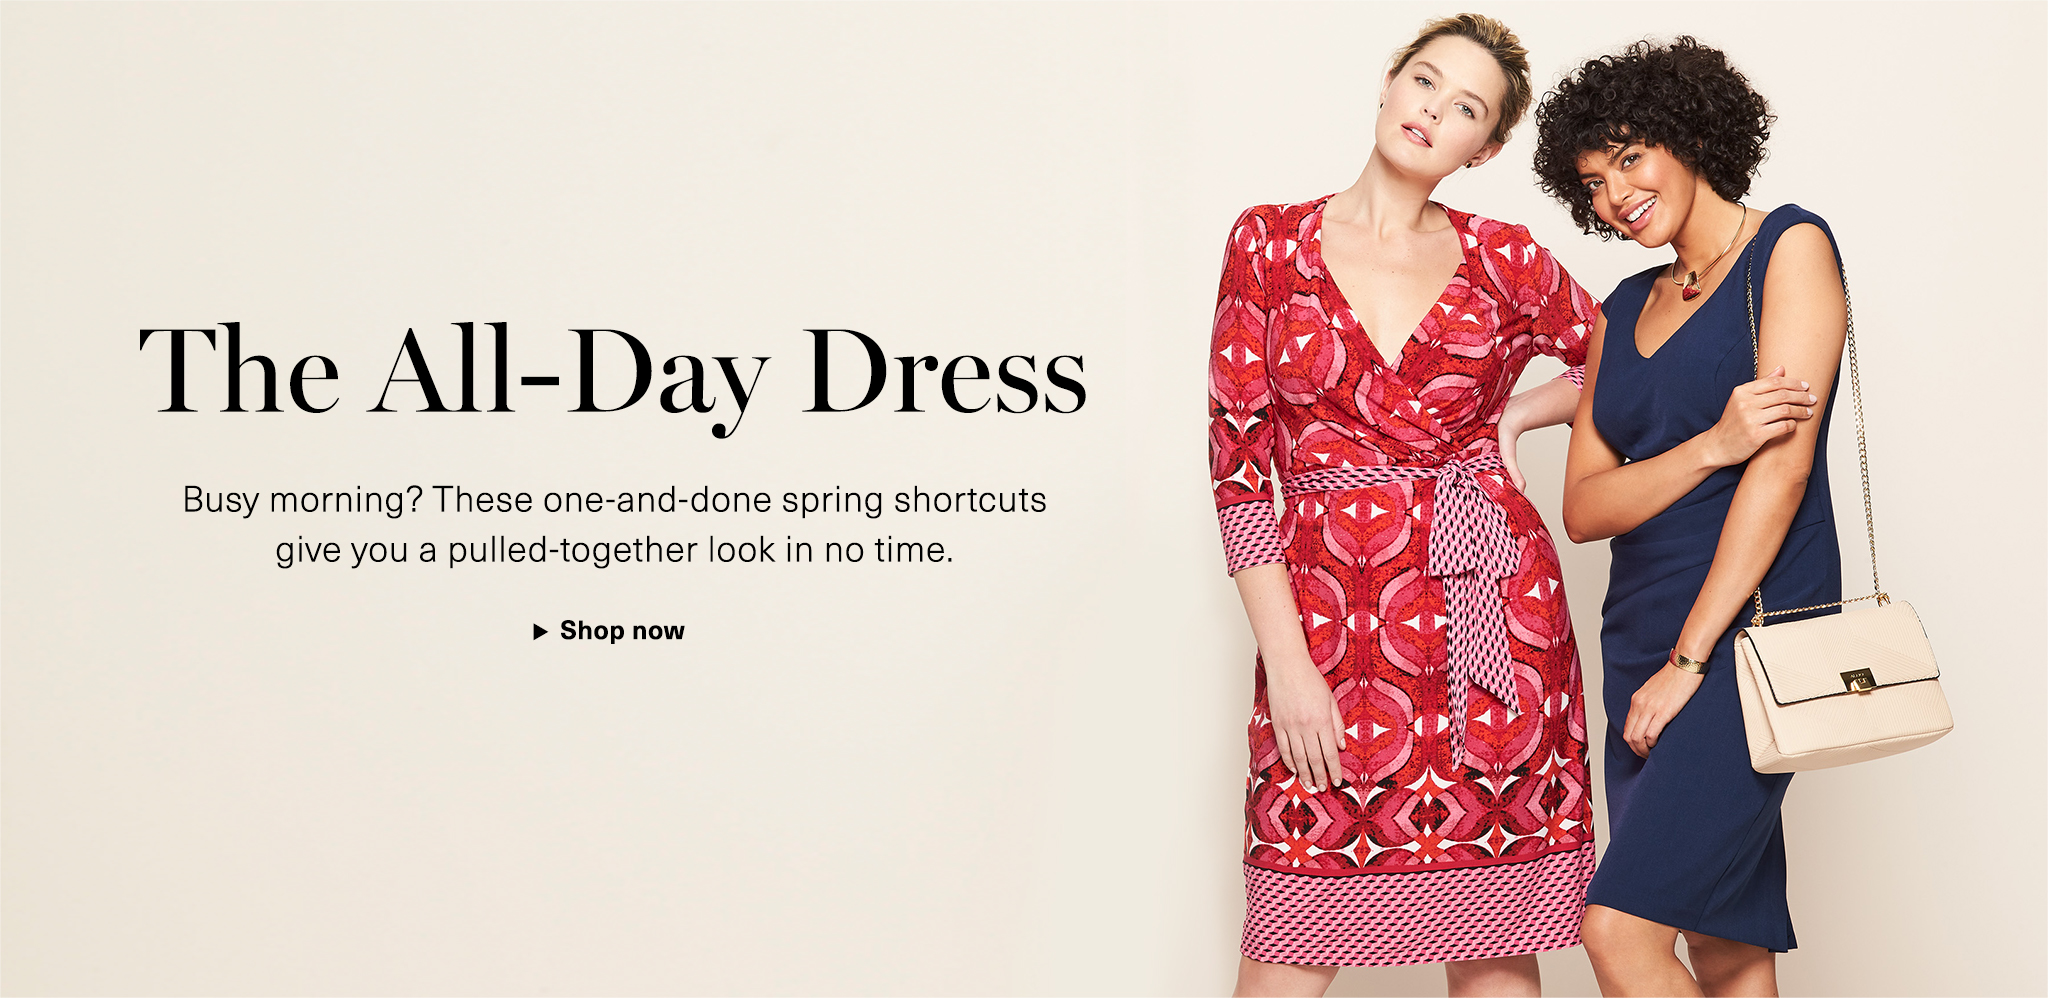 The All-Day Dress
Busy morning? These one-and-done spring shortcuts
give you a pulled-together look in no time.
▶ Shop now